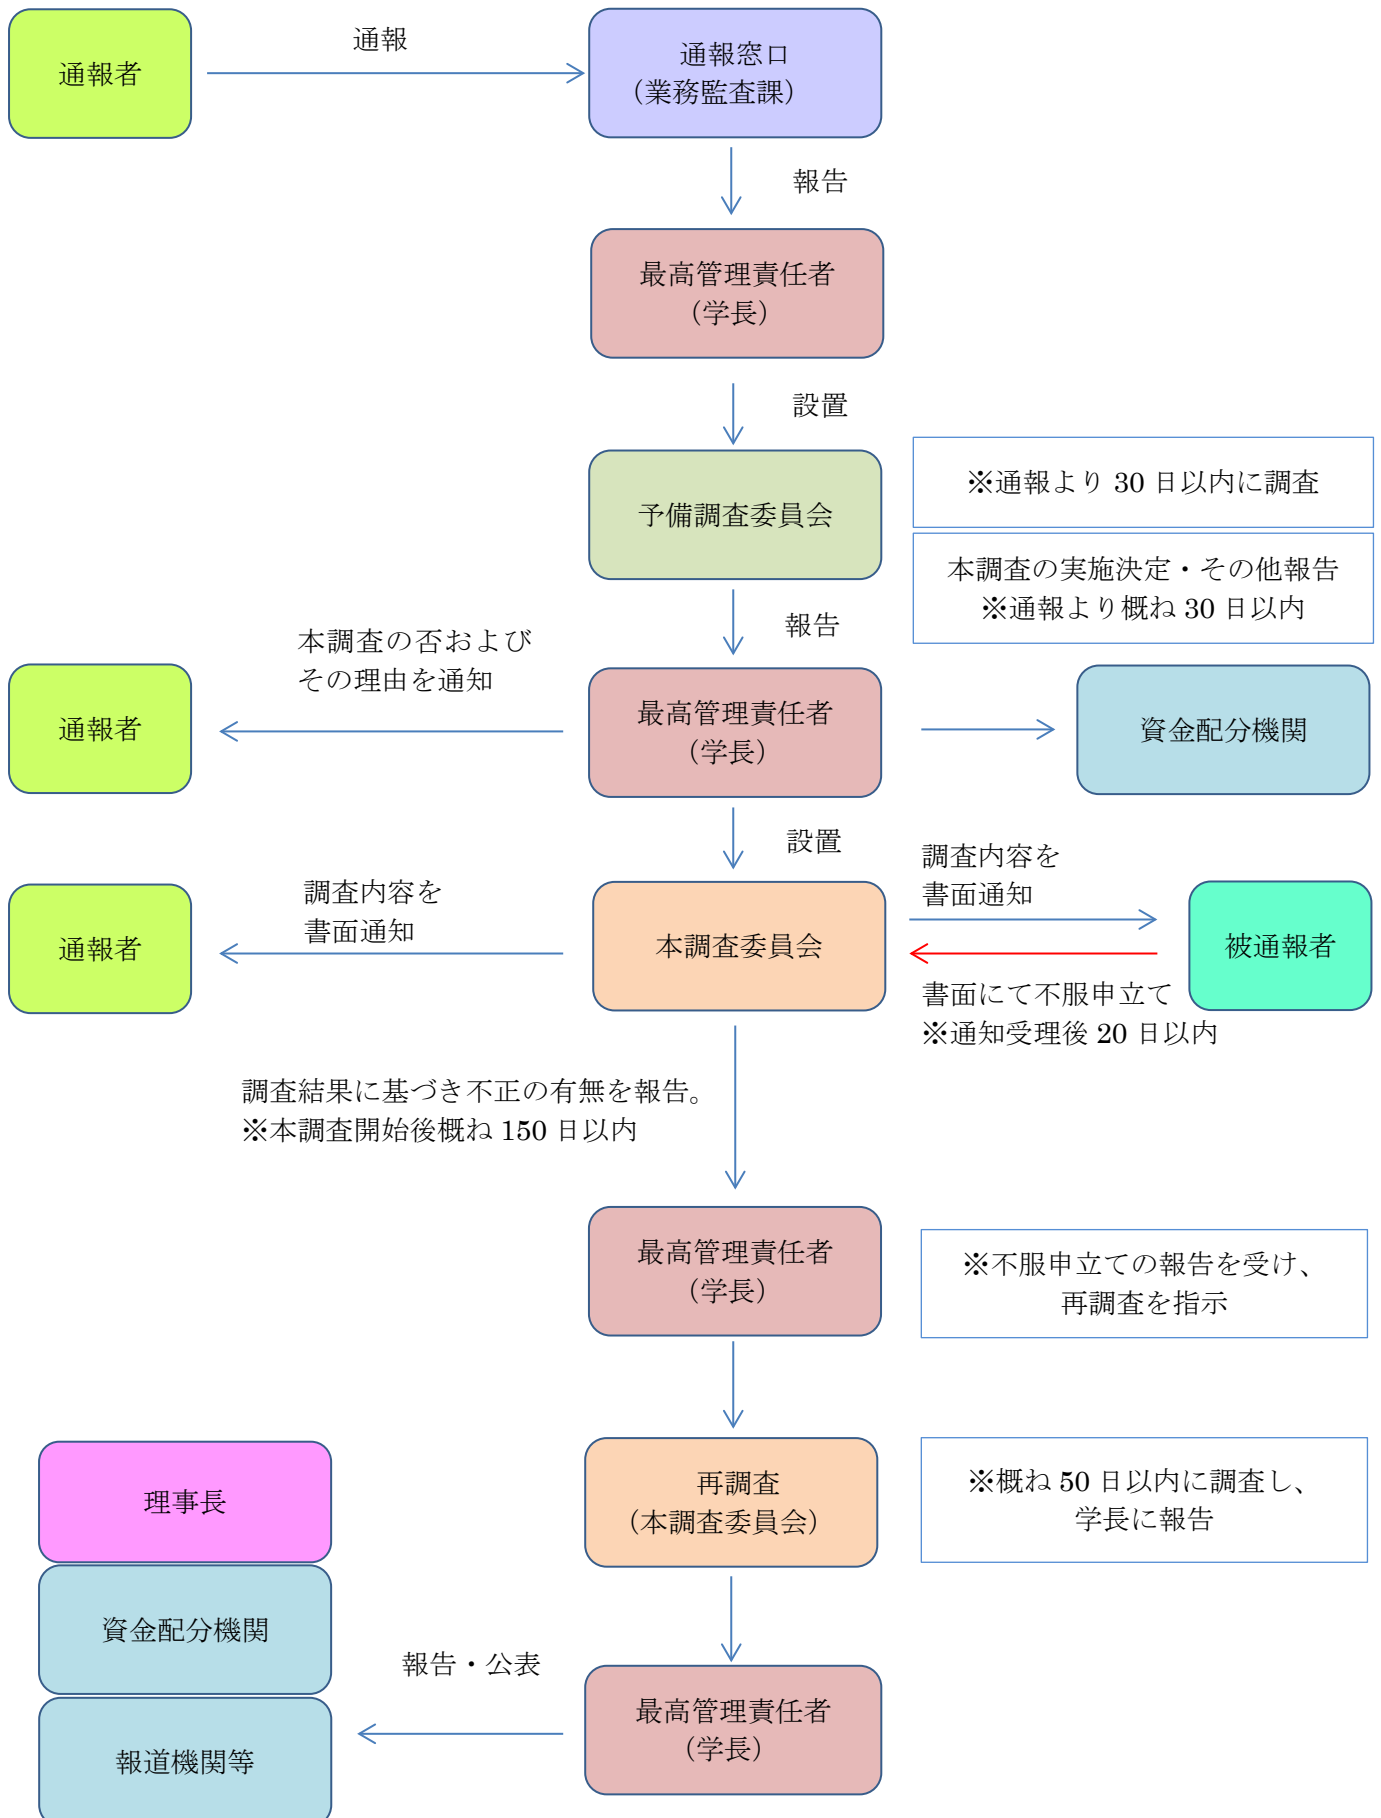 通報者
通報
通報窓口
（業務監査課）
報告
最高管理責任者
（学長）
設置
予備調査委員会
※通報より 30 日以内に調査
本調査の実施決定・その他報告
※通報より概ね 30 日以内
報告
本調査の否および
その理由を通知
通報者
最高管理責任者
（学長）
資金配分機関
設置
調査内容を
書面通知
通報者
調査内容を
書面通知
本調査委員会
被通報者
書面にて不服申立て
※通知受理後 20 日以内
調査結果に基づき不正の有無を報告。
※本調査開始後概ね 150 日以内
最高管理責任者
（学長）
※不服申立ての報告を受け、
再調査を指示
理事長
再調査
（本調査委員会）
※概ね 50 日以内に調査し、
学長に報告
資金配分機関
報告・公表
報道機関等
最高管理責任者
（学長）